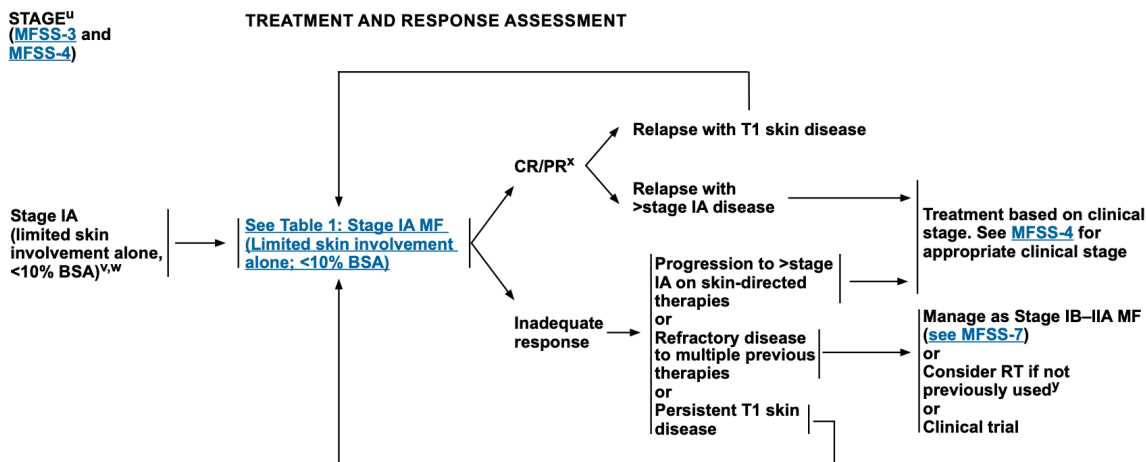 STAGEᵘ
(MFSS-3 and
MFSS-4)
TREATMENT AND RESPONSE ASSESSMENT
Stage IA
(limited skin
involvement alone,
<10% BSA)ᵛ,ʷ
See Table 1: Stage IA MF
(Limited skin involvement
alone; <10% BSA)
CR/PRˣ
Relapse with T1 skin disease
Relapse with
>stage IA disease
Treatment based on clinical
stage. See MFSS-4 for
appropriate clinical stage
Inadequate
response
Progression to >stage
IA on skin-directed
therapies
or
Refractory disease
to multiple previous
therapies
or
Persistent T1 skin
disease
Manage as Stage IB–IIA MF
(see MFSS-7)
or
Consider RT if not
previously usedʸ
or
Clinical trial